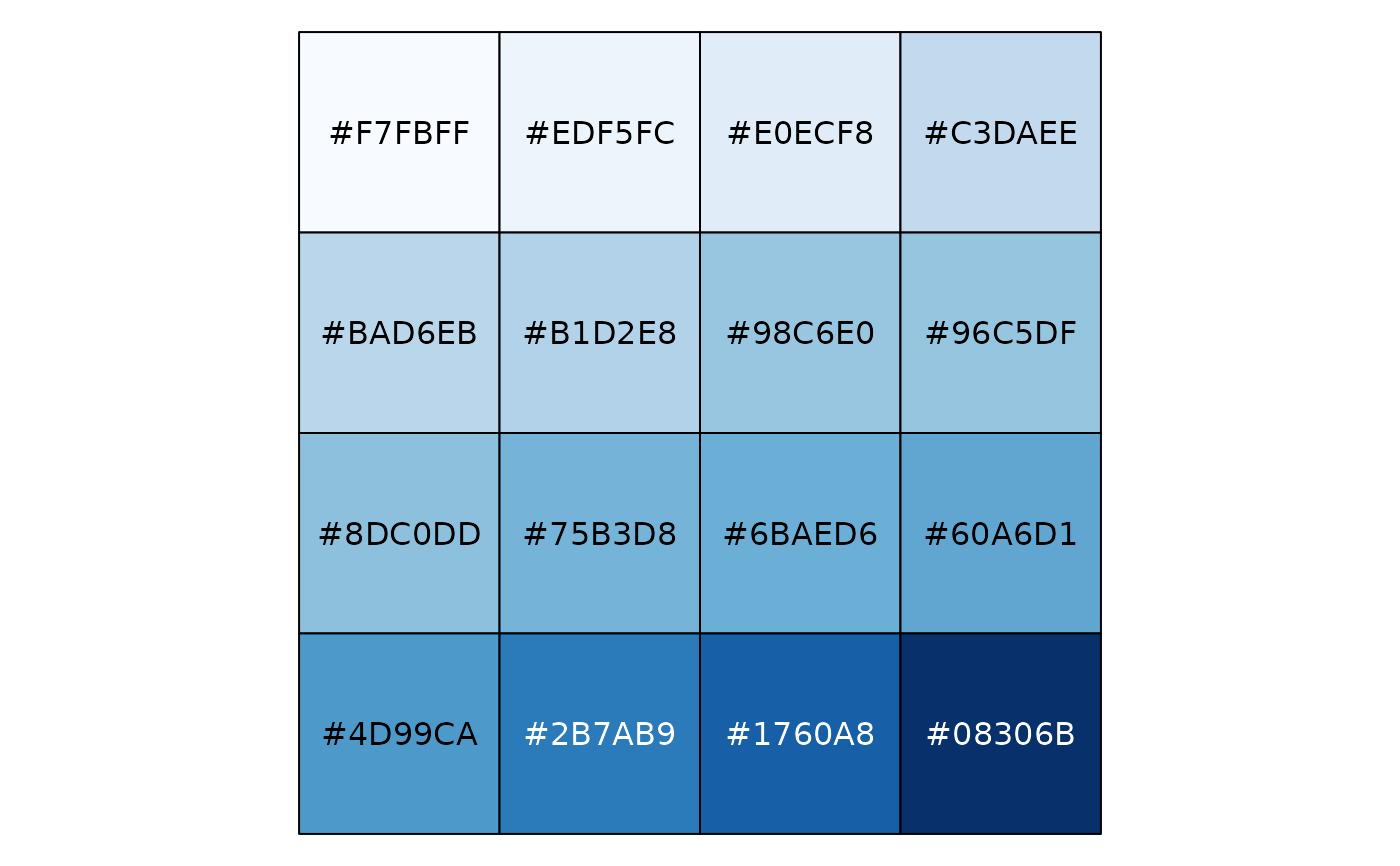 #F7FBFF #EDF5FC #E0ECF8 #C3DAEE
#BAD6EB #B1D2E8 #98C6E0 #96C5DF
#8DC0DD #75B3D8 #6BAED6 #60A6D1
#4D99CA #2B7AB9 #1760A8 #08306B